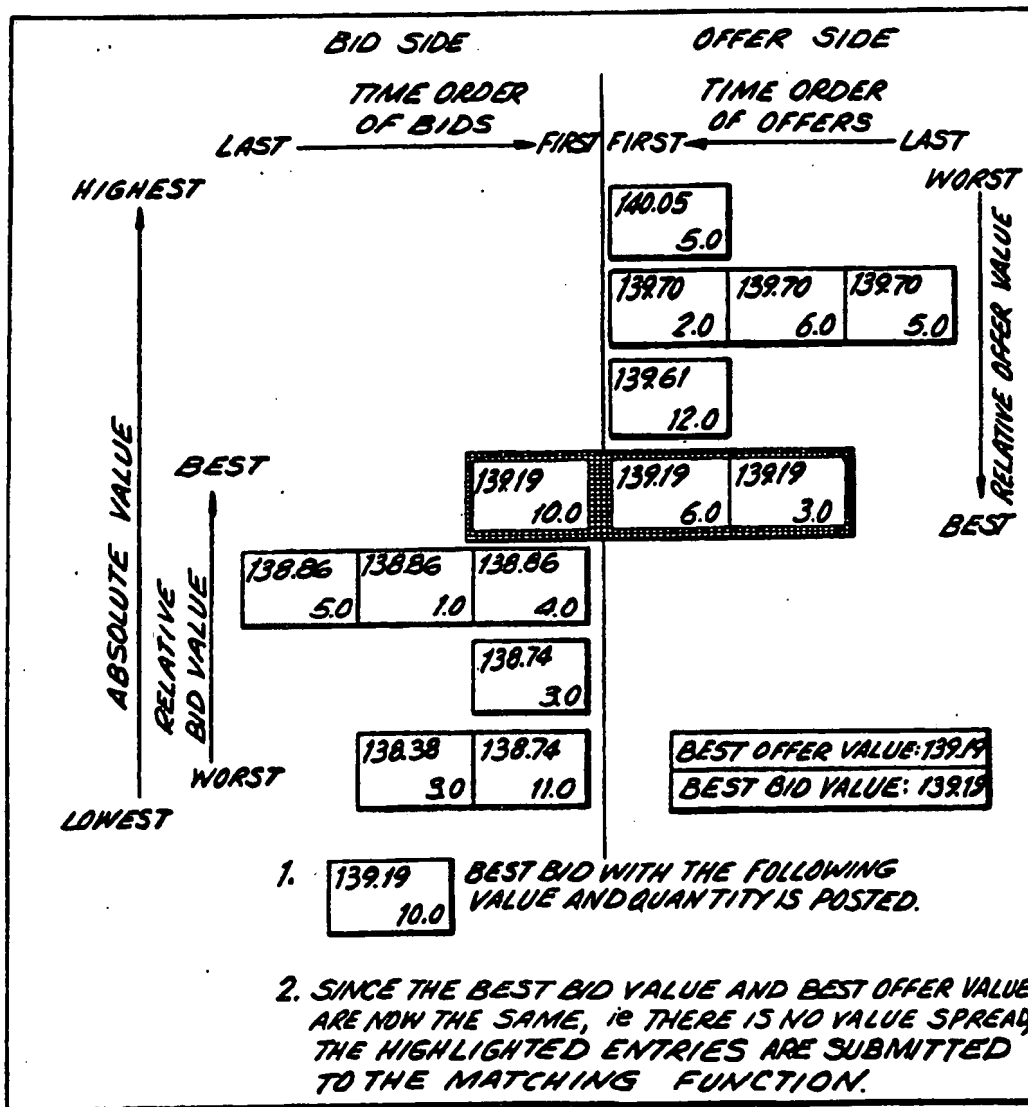 BID SIDE
OFFER SIDE
TIME ORDER
OF BIDS
TIME ORDER
OF OFFERS
LAST
FIRST
FIRST
LAST
HIGHEST
WORST
140.05
5.0
139.70
139.70
139.70
2.0
6.0
5.0
139.61
12.0
RELATIVE OFFER VALUE
ABSOLUTE VALUE
BEST
139.19
139.19
139.19
10.0
6.0
3.0
BEST
138.86
138.86
138.86
5.0
1.0
4.0
RELATIVE
BID VALUE
138.74
3.0
138.38
138.74
3.0
11.0
WORST
LOWEST
BEST OFFER VALUE: 139.19
BEST BID VALUE: 139.19
1.
139.19
10.0
BEST BID WITH THE FOLLOWING
VALUE AND QUANTITY IS POSTED.
2. SINCE THE BEST BID VALUE AND BEST OFFER VALUE
ARE NOW THE SAME, ie THERE IS NO VALUE SPREAD,
THE HIGHLIGHTED ENTRIES ARE SUBMITTED
TO THE MATCHING FUNCTION.